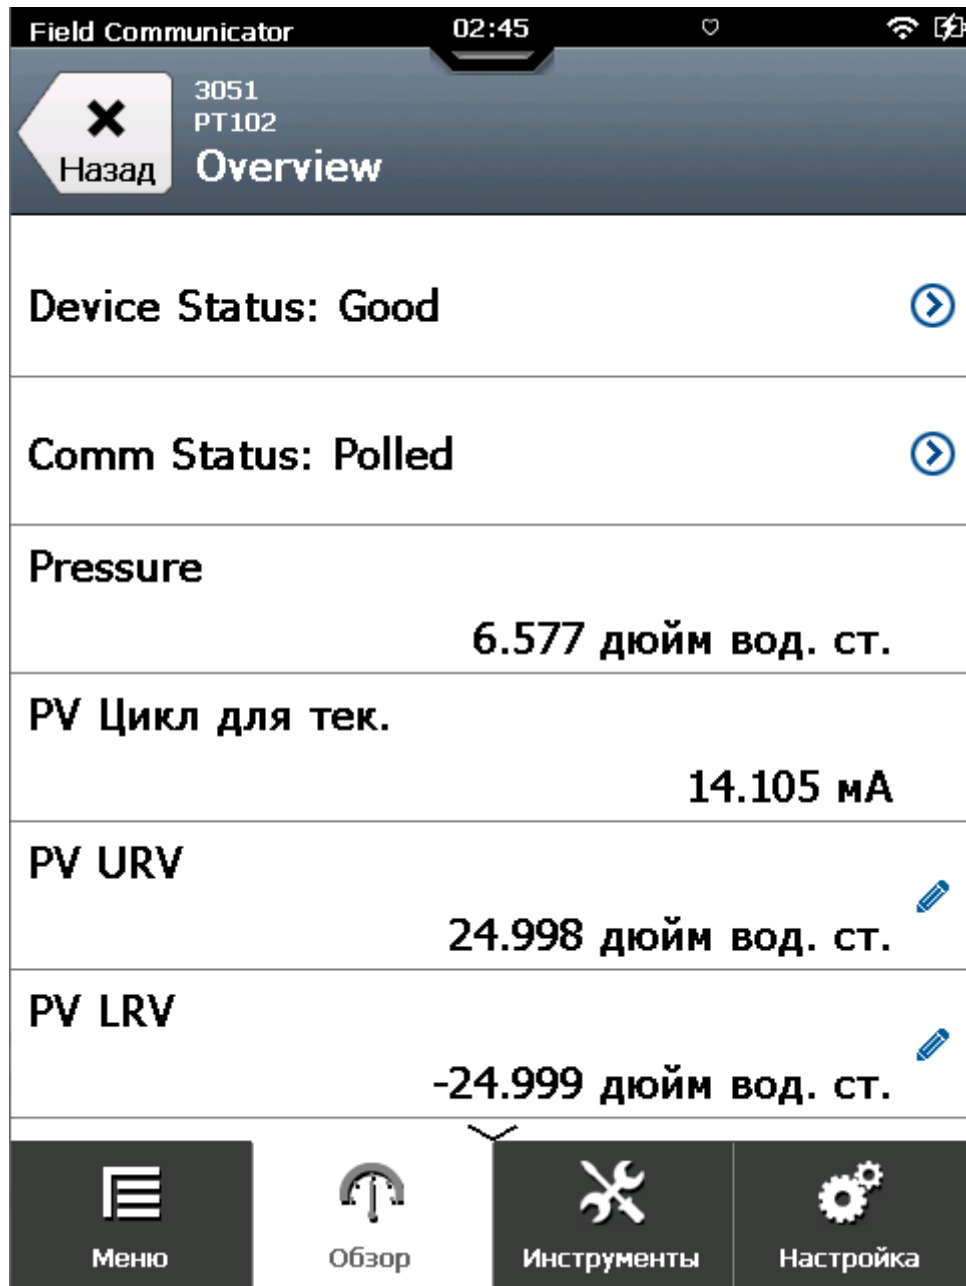 Field Communicator 02:45
3051
PT102
Назад Overview
Device Status: Good
Comm Status: Polled
Pressure
6.577 дюйм вод. ст.
PV Цикл для тек.
14.105 мА
PV URV
24.998 дюйм вод. ст.
PV LRV
-24.999 дюйм вод. ст.
Меню Обзор Инструменты Настройка